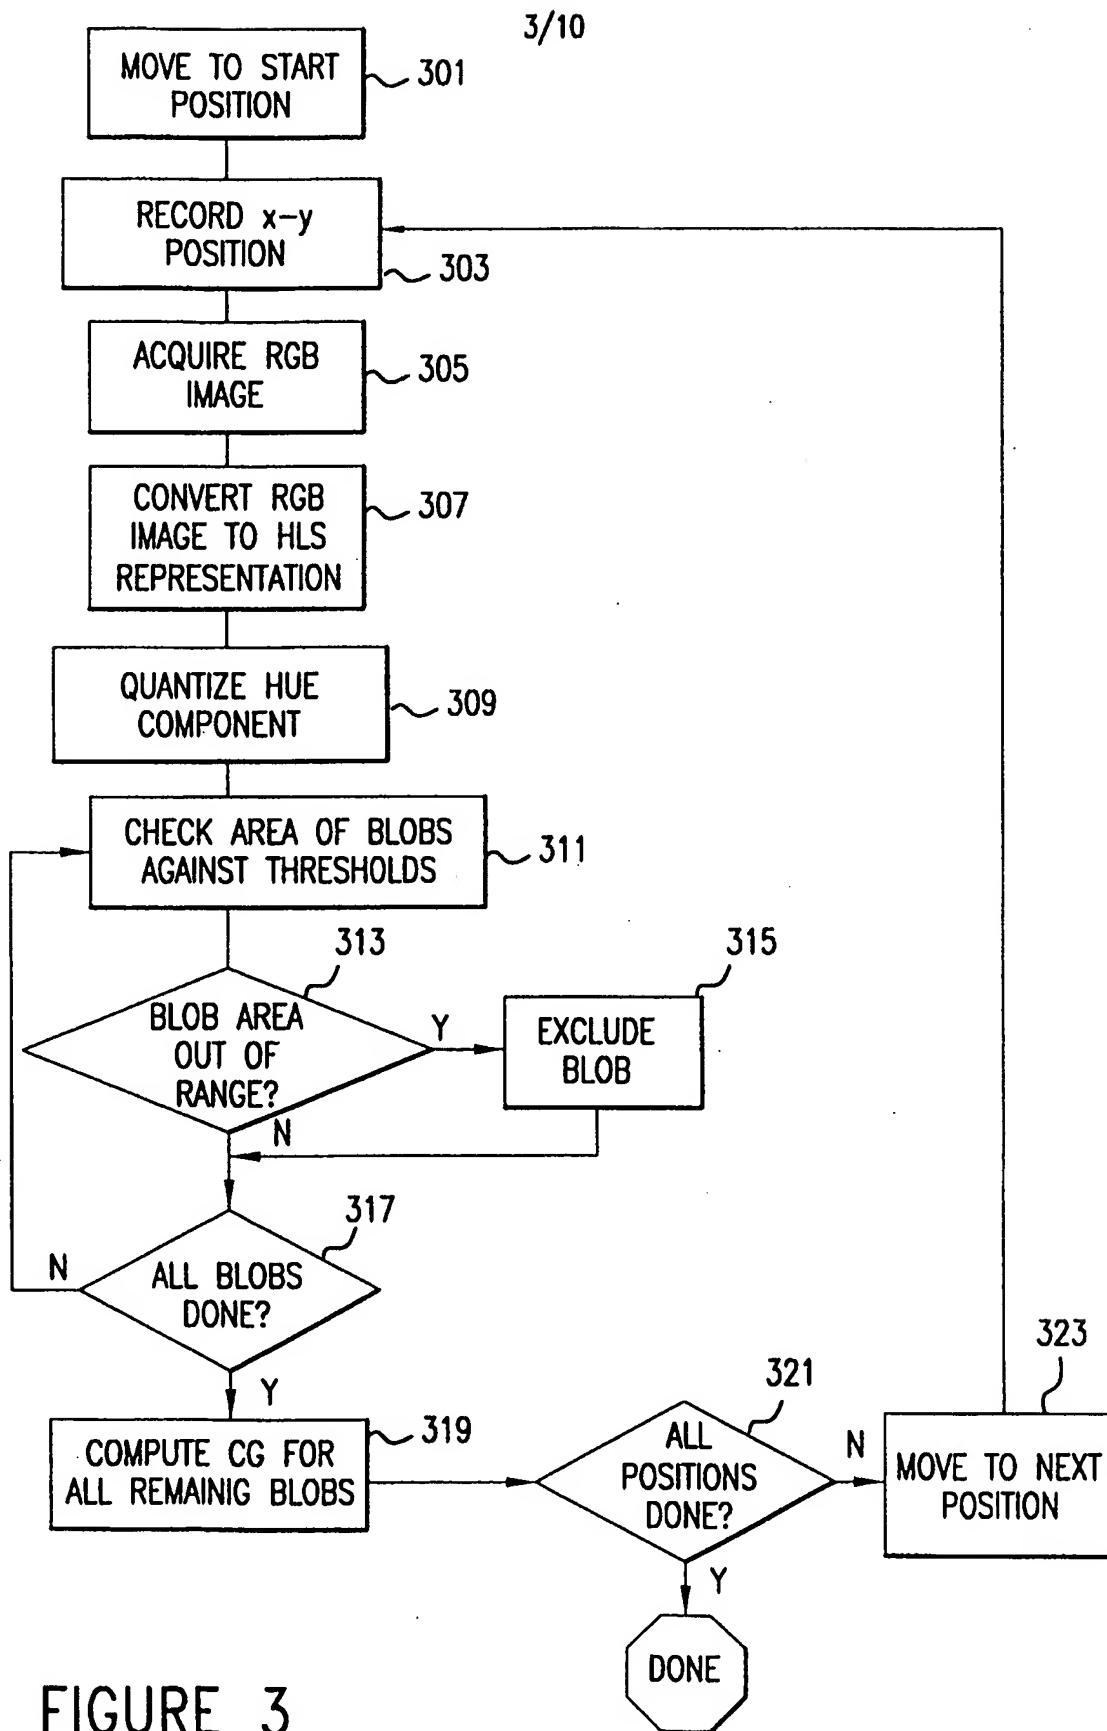 3/10
MOVE TO START
POSITION
301
RECORD x-y
POSITION
303
ACQUIRE RGB
IMAGE
305
CONVERT RGB
IMAGE TO HLS
REPRESENTATION
307
QUANTIZE HUE
COMPONENT
309
CHECK AREA OF BLOBS
AGAINST THRESHOLDS
311
313
BLOB AREA
OUT OF
RANGE?
Y
N
315
EXCLUDE
BLOB
317
ALL BLOBS
DONE?
N
Y
COMPUTE CG FOR
ALL REMAINIG BLOBS
319
321
ALL
POSITIONS
DONE?
N
Y
323
MOVE TO NEXT
POSITION
DONE
FIGURE 3